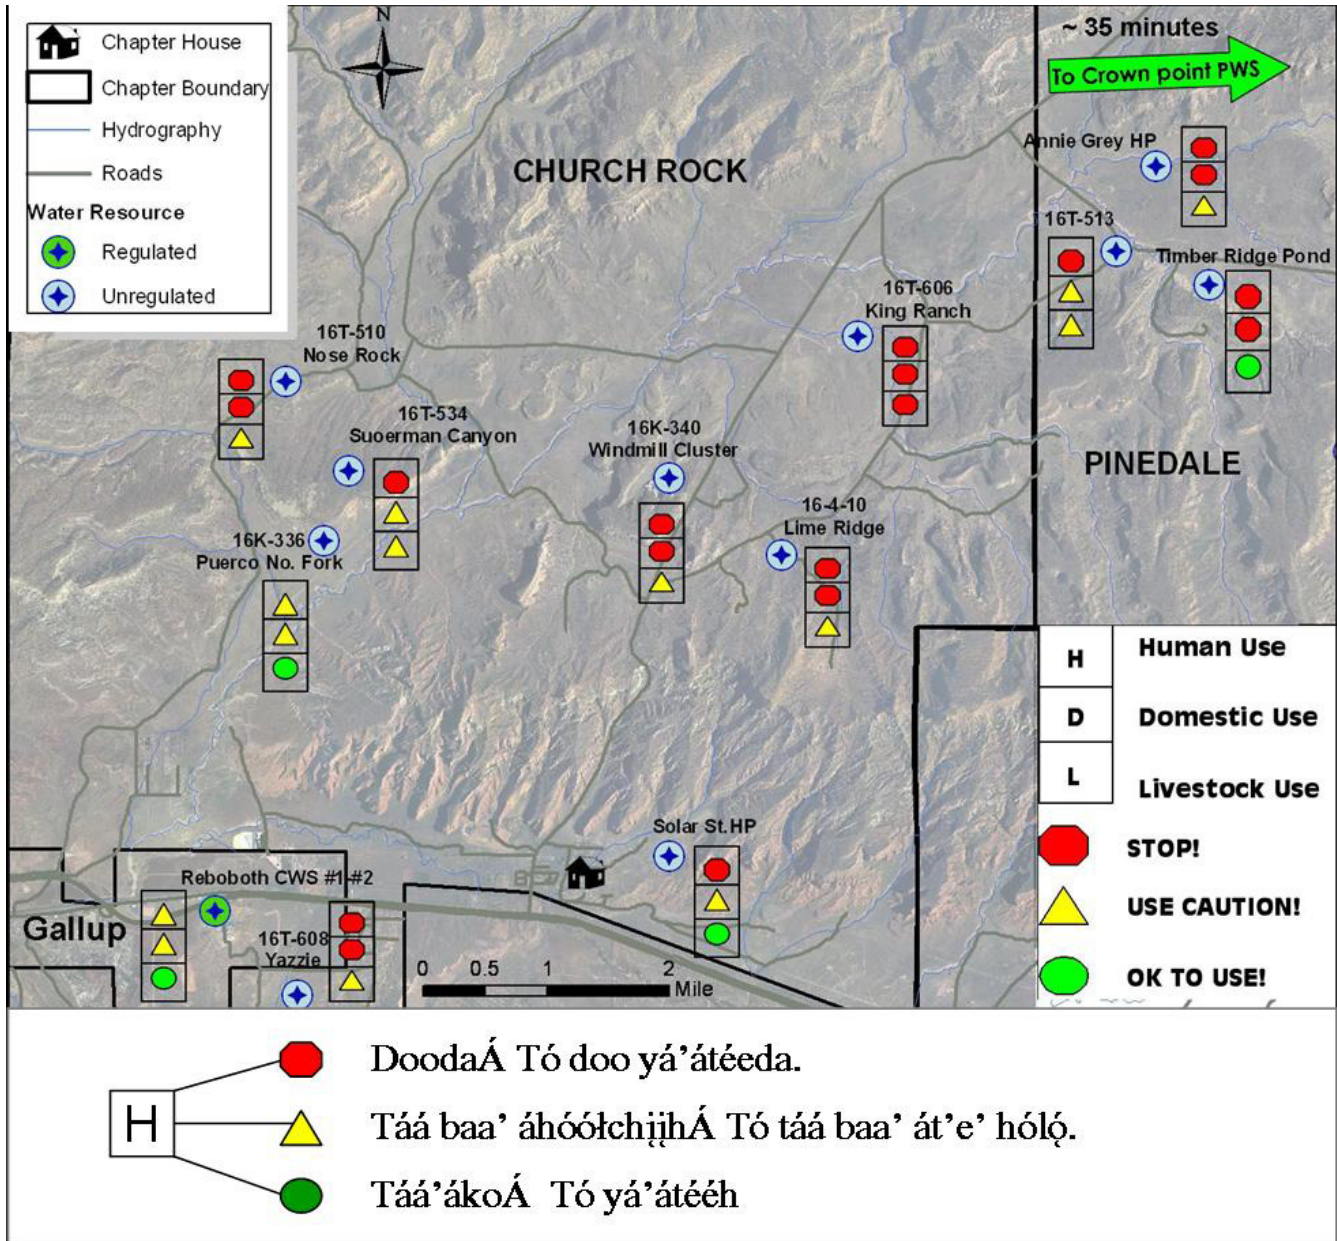 Chapter House
Chapter Boundary
Hydrography
Roads
Water Resource
Regulated
Unregulated
N
CHURCH ROCK
~ 35 minutes
To Crown point PWS
Annie Grey HP
16T-513
Timber Ridge Pond
16T-606
King Ranch
16T-510
Nose Rock
16T-534
Suoerman Canyon
16K-340
Windmill Cluster
PINEDALE
16-4-10
Lime Ridge
16K-336
Puerco No. Fork
H Human Use
D Domestic Use
L Livestock Use
STOP!
USE CAUTION!
OK TO USE!
Solar St.HP
Reboboth CWS #1-#2
Gallup
16T-608
Yazzie
0 0.5 1 2
Mile
H
DoodaÁ Tó doo yá’átéeda.
Táá baa’ áhóółchįįhÁ Tó táá baa’ át'e’ hólǫ́.
Táá’ákoÁ Tó yá’átééh